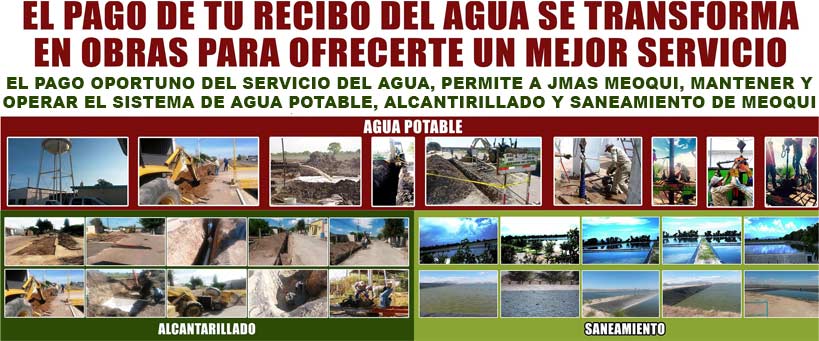 EL PAGO DE TU RECIBO DEL AGUA SE TRANSFORMA
EN OBRAS PARA OFRECERTE UN MEJOR SERVICIO
EL PAGO OPORTUNO DEL SERVICIO DEL AGUA, PERMITE A JMAS MEOQUI, MANTENER Y
OPERAR EL SISTEMA DE AGUA POTABLE, ALCANTIRILLADO Y SANEAMIENTO DE MEOQUI
AGUA POTABLE
ALCANTARILLADO
SANEAMIENTO